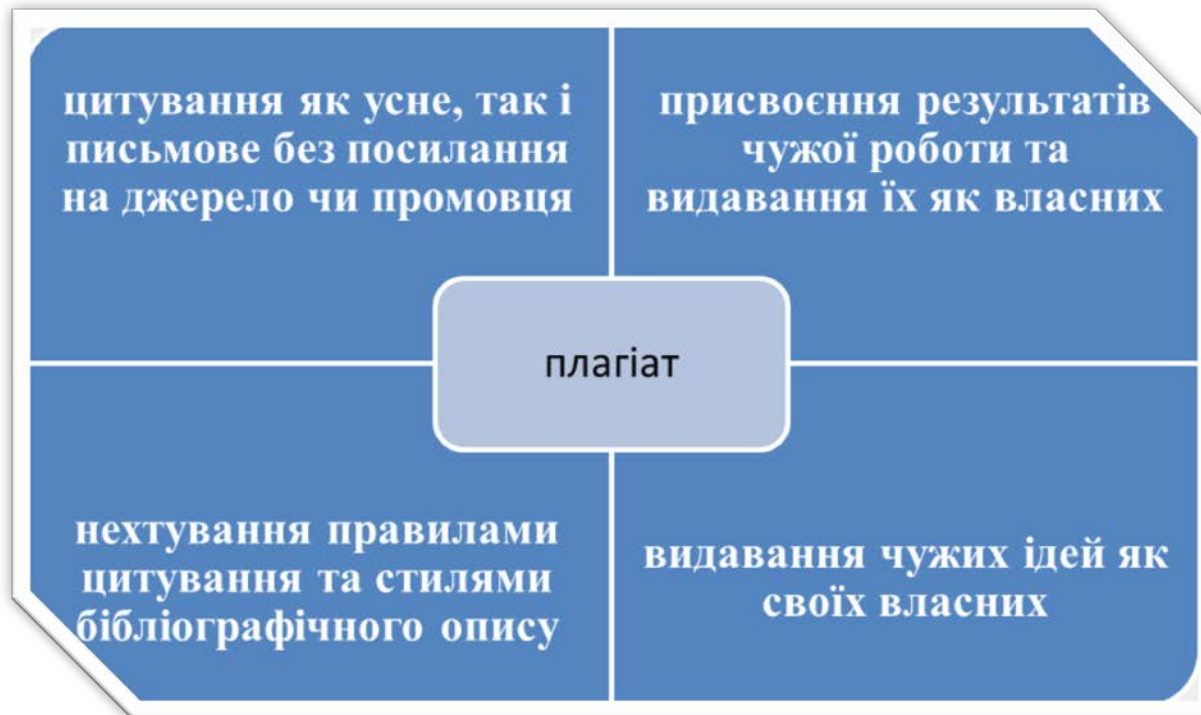 цитування як усне, так і
письмове без посилання
на джерело чи промовця
присвоєння результатів
чужої роботи та
видавання їх як власних
плагіат
нехтування правилами
цитування та стилями
бібліографічного опису
видавання чужих ідей як
своїх власних